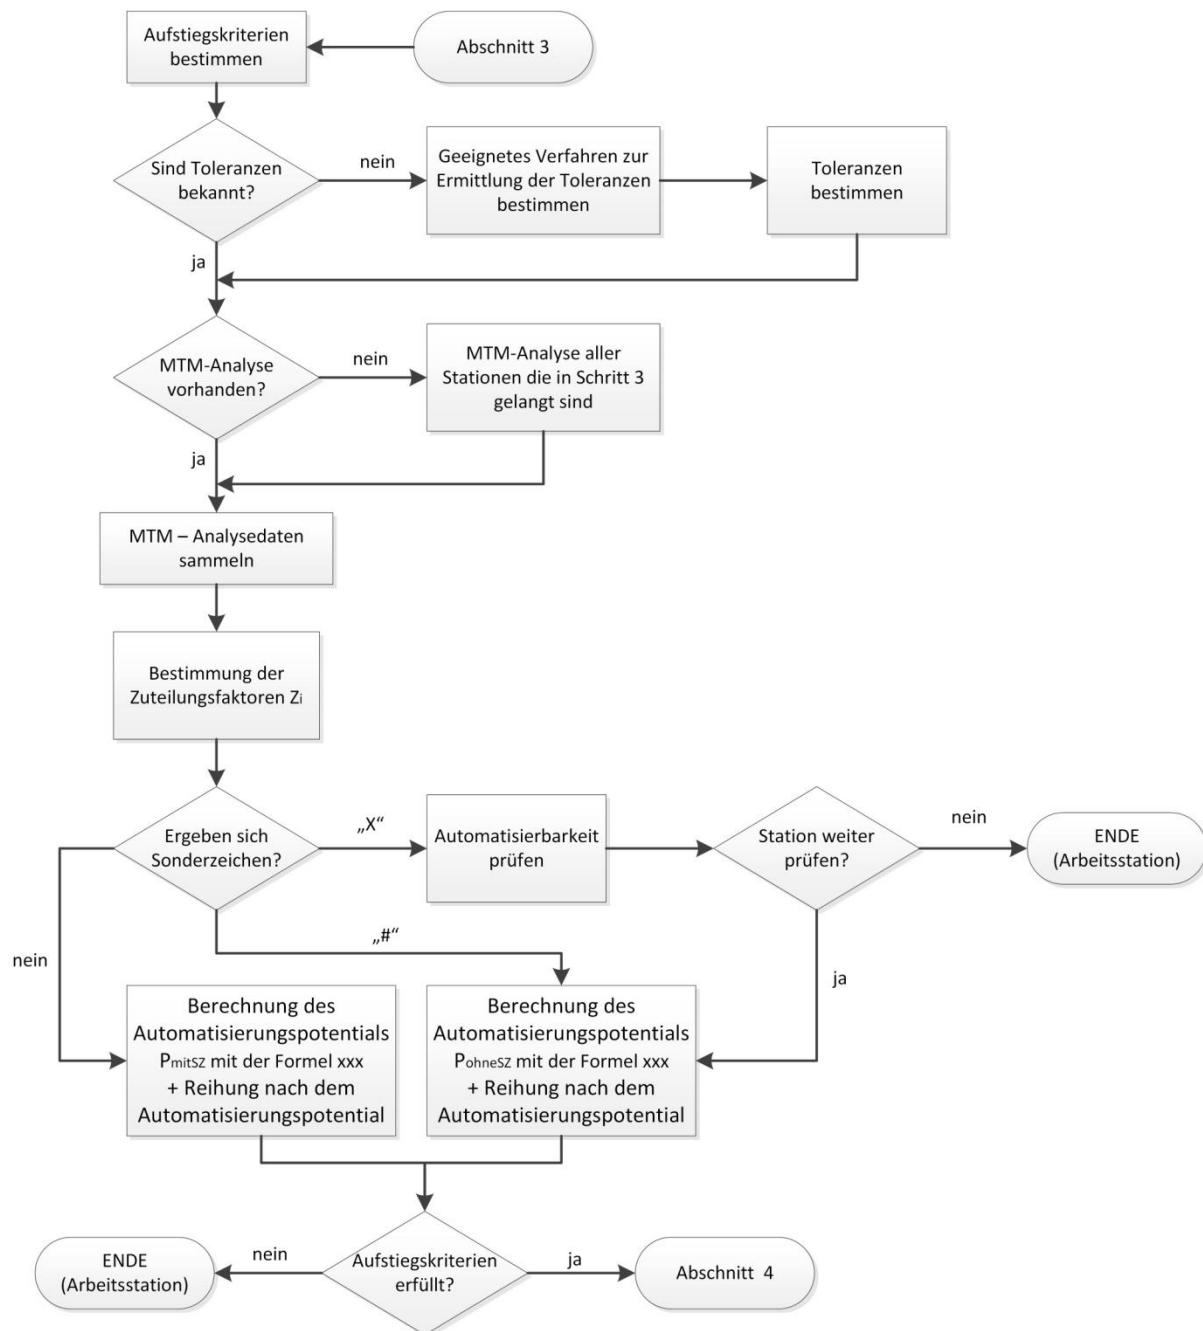 Aufstiegskriterien
bestimmen
Abschnitt 3
Sind Toleranzen
bekannt?
nein
Geeignetes Verfahren zur
Ermittlung der Toleranzen
bestimmen
Toleranzen
bestimmen
ja
MTM-Analyse
vorhanden?
nein
MTM-Analyse aller
Stationen die in Schritt 3
gelangt sind
ja
MTM – Analysedaten
sammeln
Bestimmung der
Zuteilungsfaktoren Zi
Ergeben sich
Sonderzeichen?
„X“
Automatisierbarkeit
prüfen
Station weiter
prüfen?
nein
ENDE
(Arbeitsstation)
„#“
nein
ja
Berechnung des
Automatisierungspotentials
PmitSZ mit der Formel xxx
+ Reihung nach dem
Automatisierungspotential
Berechnung des
Automatisierungspotentials
PohneSZ mit der Formel xxx
+ Reihung nach dem
Automatisierungspotential
ENDE
(Arbeitsstation)
nein
Aufstiegskriterien
erfüllt?
ja
Abschnitt 4